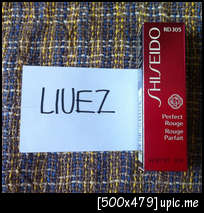 LIUEZ
RD305
SHISEIDO
Perfect
Rouge
Rouge
Parfait
[500x479] upic.me